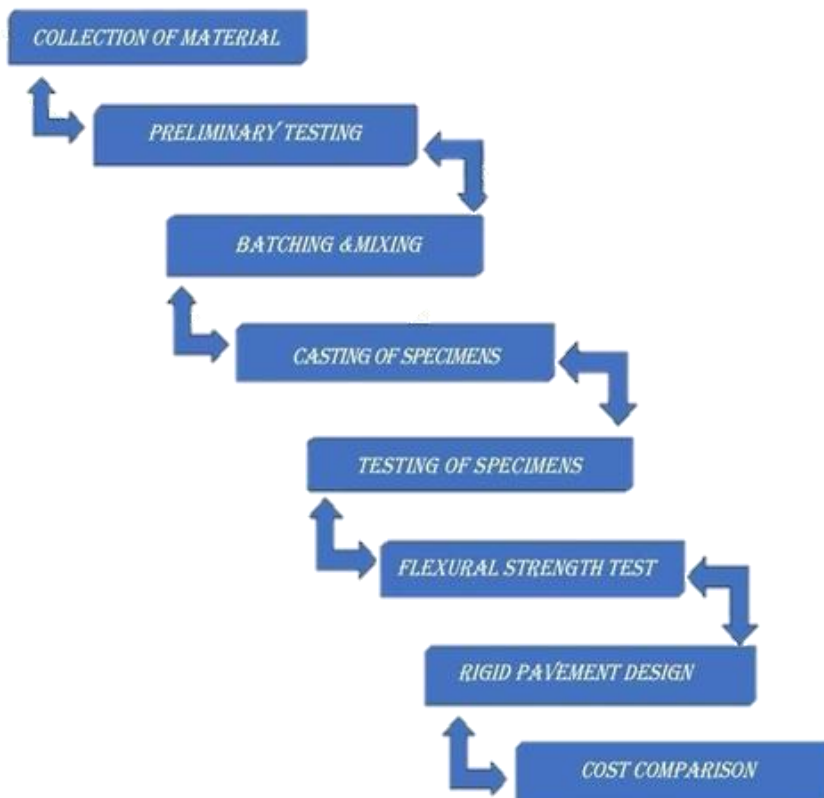 COLLECTION OF MATERIAL
PRELIMINARY TESTING
BATCHING &MIXING
CASTING OF SPECIMENS
TESTING OF SPECIMENS
FLEXURAL STRENGTH TEST
RIGID PAVEMENT DESIGN
COST COMPARISON